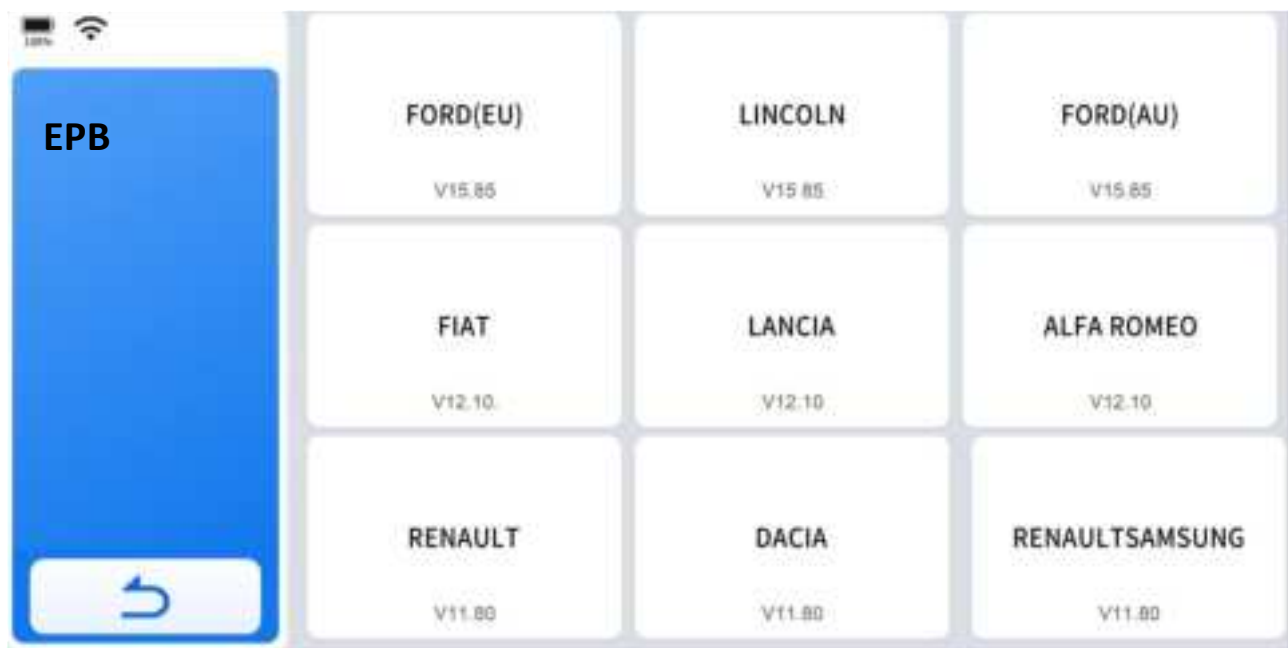 100%
EPB
FORD(EU)
V15.85
LINCOLN
V15.85
FORD(AU)
V15.85
FIAT
V12.10
LANCIA
V12.10
ALFA ROMEO
V12.10
RENAULT
V11.80
DACIA
V11.80
RENAULTSAMSUNG
V11.80